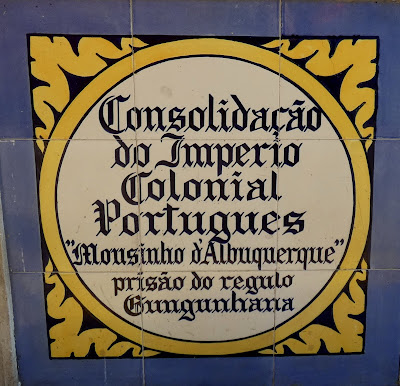 Consolidação
do Imperio
Colonial
Portugues
"Mousinho d'Albuquerque"
prisão do regulo
Gungunhana